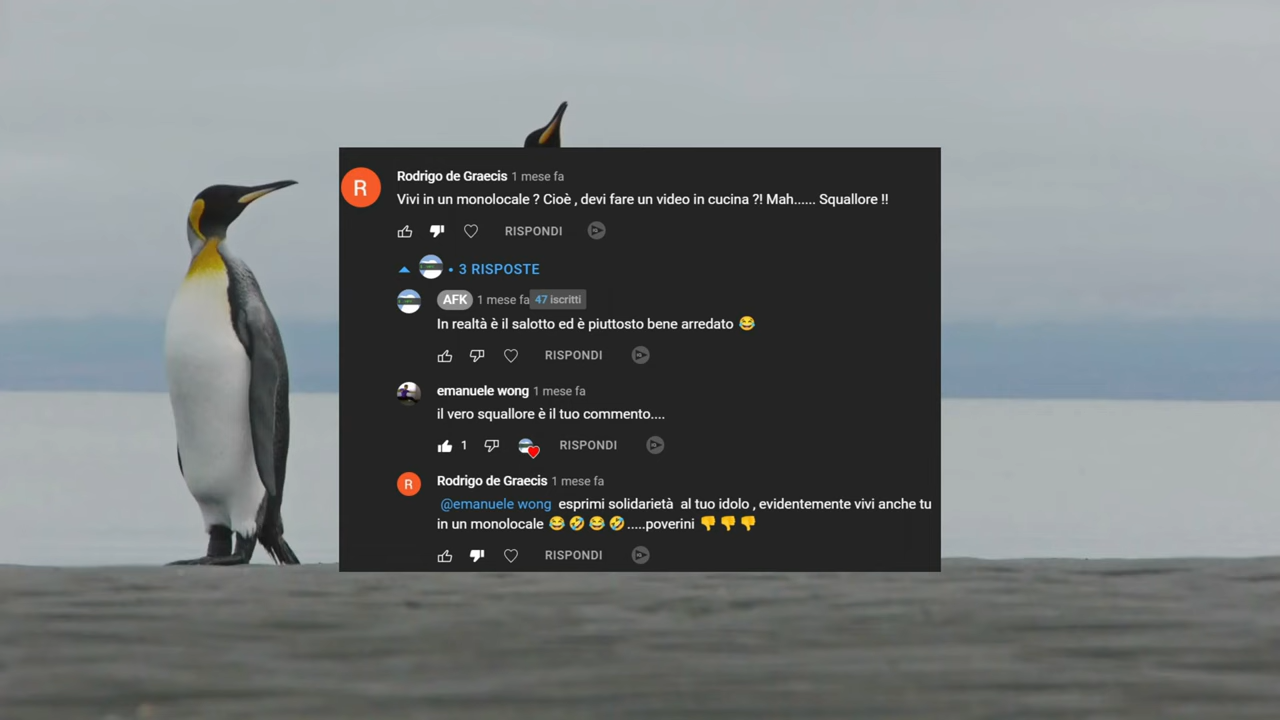 R
Rodrigo de Graecis 1 mese fa
Vivi in un monolocale ? Cioè , devi fare un video in cucina ?! Mah...... Squallore !!
RISPONDI
• 3 RISPOSTE
AFK 1 mese fa 47 iscritti
In realtà è il salotto ed è piuttosto bene arredato 😂
RISPONDI
emanuele wong 1 mese fa
il vero squallore è il tuo commento....
1 RISPONDI
R
Rodrigo de Graecis 1 mese fa
@emanuele wong esprimi solidarietà al tuo idolo , evidentemente vivi anche tu
in un monolocale 😂🤣😂🤣.....poverini 👎👎👎
RISPONDI